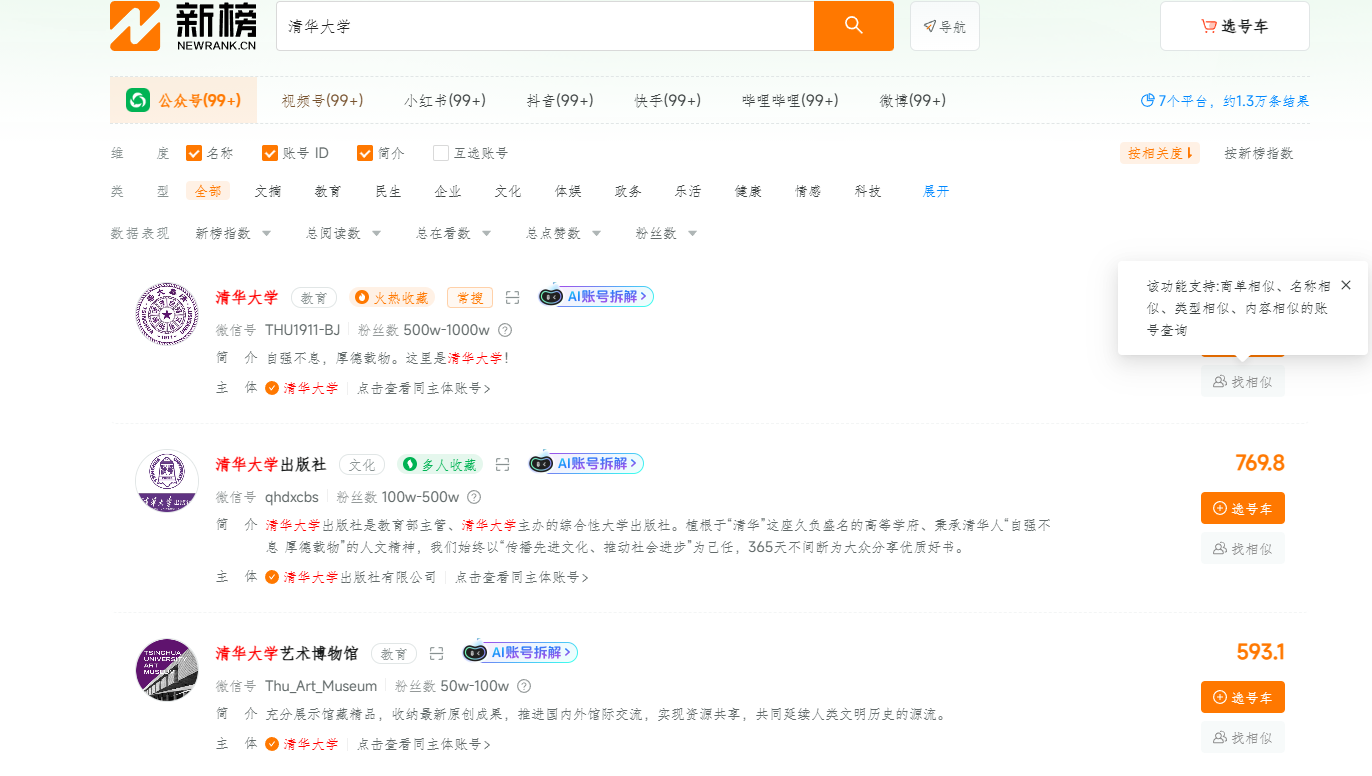 新榜
NEWRANK.CN
清华大学
导航
选号车
公众号(99+) 视频号(99+) 小红书(99+) 抖音(99+) 快手(99+) 哔哩哔哩(99+) 微博(99+)
7个平台，约1.3万条结果
维 度 名称 账号 ID 简介 互选账号
按相关度 按新榜指数
类 型 全部 文摘 教育 民生 企业 文化 体娱 政务 乐活 健康 情感 科技 展开
数据表现 新榜指数 总阅读数 总在看数 总点赞数 粉丝数
该功能支持:商单相似、名称相
似、类型相似、内容相似的账
号查询
清华大学 教育 火热收藏 常搜 AI账号拆解
微信号 THU1911-BJ 粉丝数 500w-1000w
简 介 自强不息，厚德载物。这里是清华大学！
主 体 清华大学 点击查看同主体账号
找相似
清华大学出版社 文化 多人收藏 AI账号拆解
769.8
微信号 qhdxcbs 粉丝数 100w-500w
选号车
简 介 清华大学出版社是教育部主管、清华大学主办的综合性大学出版社。植根于“清华”这座久负盛名的高等学府、秉承清华人“自强不
息 厚德载物”的人文精神，我们始终以“传播先进文化、推动社会进步”为己任，365天不间断为大众分享优质好书。
找相似
主 体 清华大学出版社有限公司 点击查看同主体账号
TSINGHUA
UNIVERSITY
ART
MUSEUM
清华大学艺术博物馆 教育 AI账号拆解
593.1
微信号 Thu_Art_Museum 粉丝数 50w-100w
选号车
简 介 充分展示馆藏精品，收纳最新原创成果，推进国内外馆际交流，实现资源共享，共同延续人类文明历史的源流。
找相似
主 体 清华大学 点击查看同主体账号